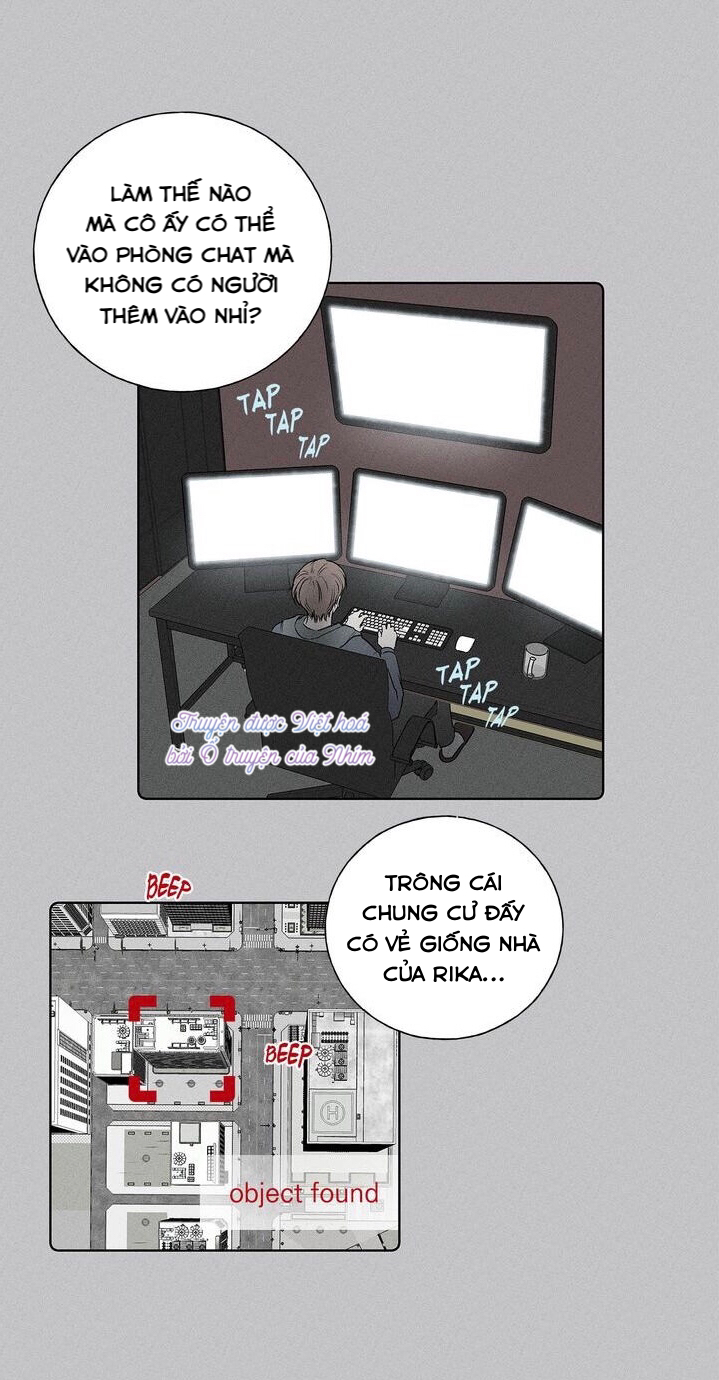 LÀM THẾ NÀO
MÀ CÔ ẤY CÓ THỂ
VÀO PHÒNG CHAT MÀ
KHÔNG CÓ NGƯỜI
THÊM VÀO NHỈ?
TAP
TAP
TAP
TAP
TAP
TAP
Truyện được Việt hoá
bởi Ổ truyện của Nhím
BEEP
TRÔNG CÁI
CHUNG CƯ ĐẤY
CÓ VẺ GIỐNG NHÀ
CỦA RIKA...
BEEP
H
object found